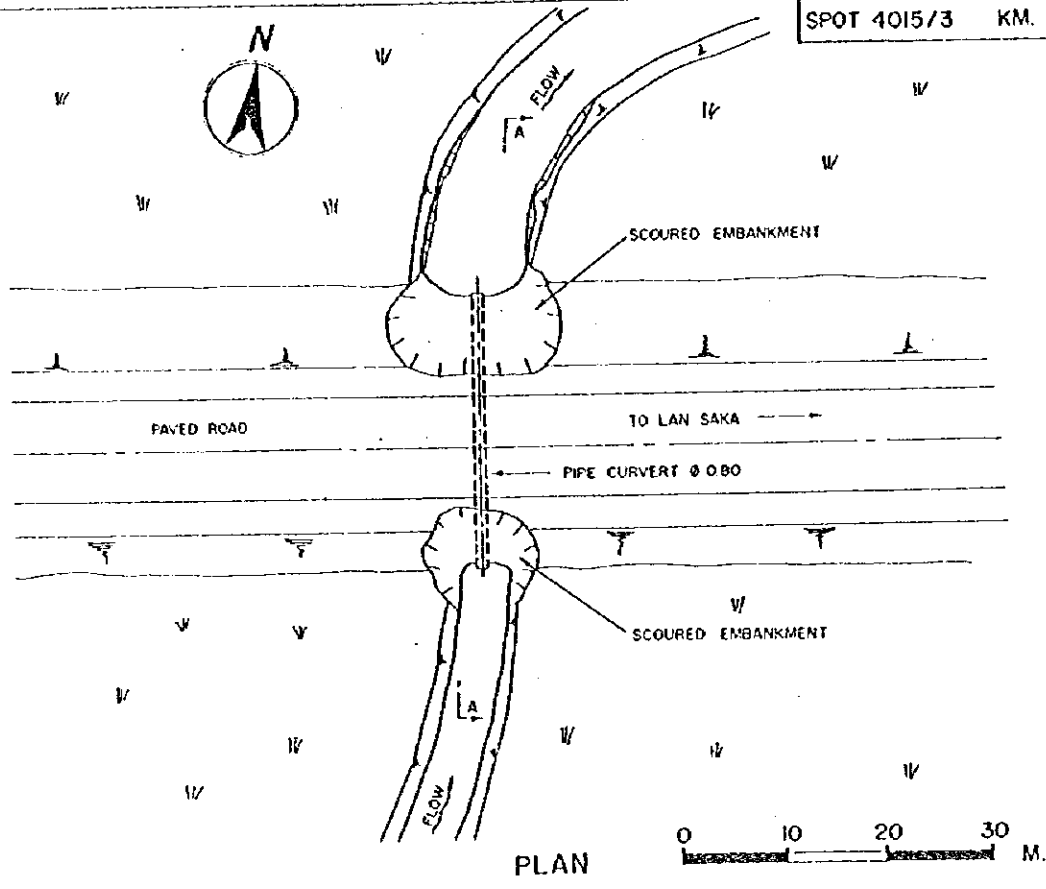 SPOT 4015/3 KM.
N
FLOW
A
SCOURED EMBANKMENT
PAVED ROAD
TO LAN SAKA
PIPE CURVERT Ø 0.80
SCOURED EMBANKMENT
A
FLOW
0 10 20 30 M.
PLAN